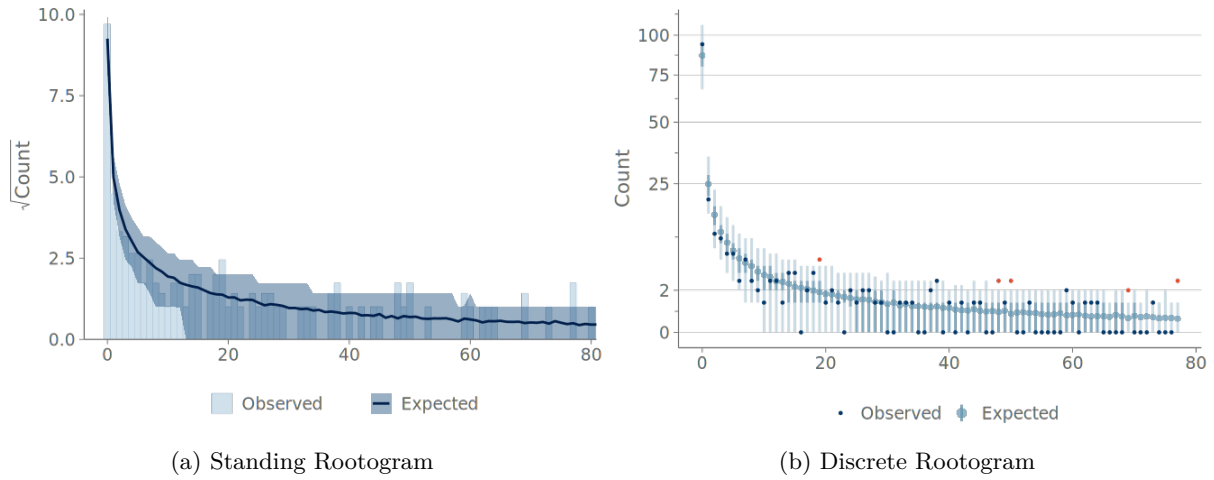 10.0
7.5
5.0
2.5
0.0
√Count
0 20 40 60 80
Observed Expected
(a) Standing Rootogram
100
75
50
25
2
0
Count
0 20 40 60 80
Observed Expected
(b) Discrete Rootogram